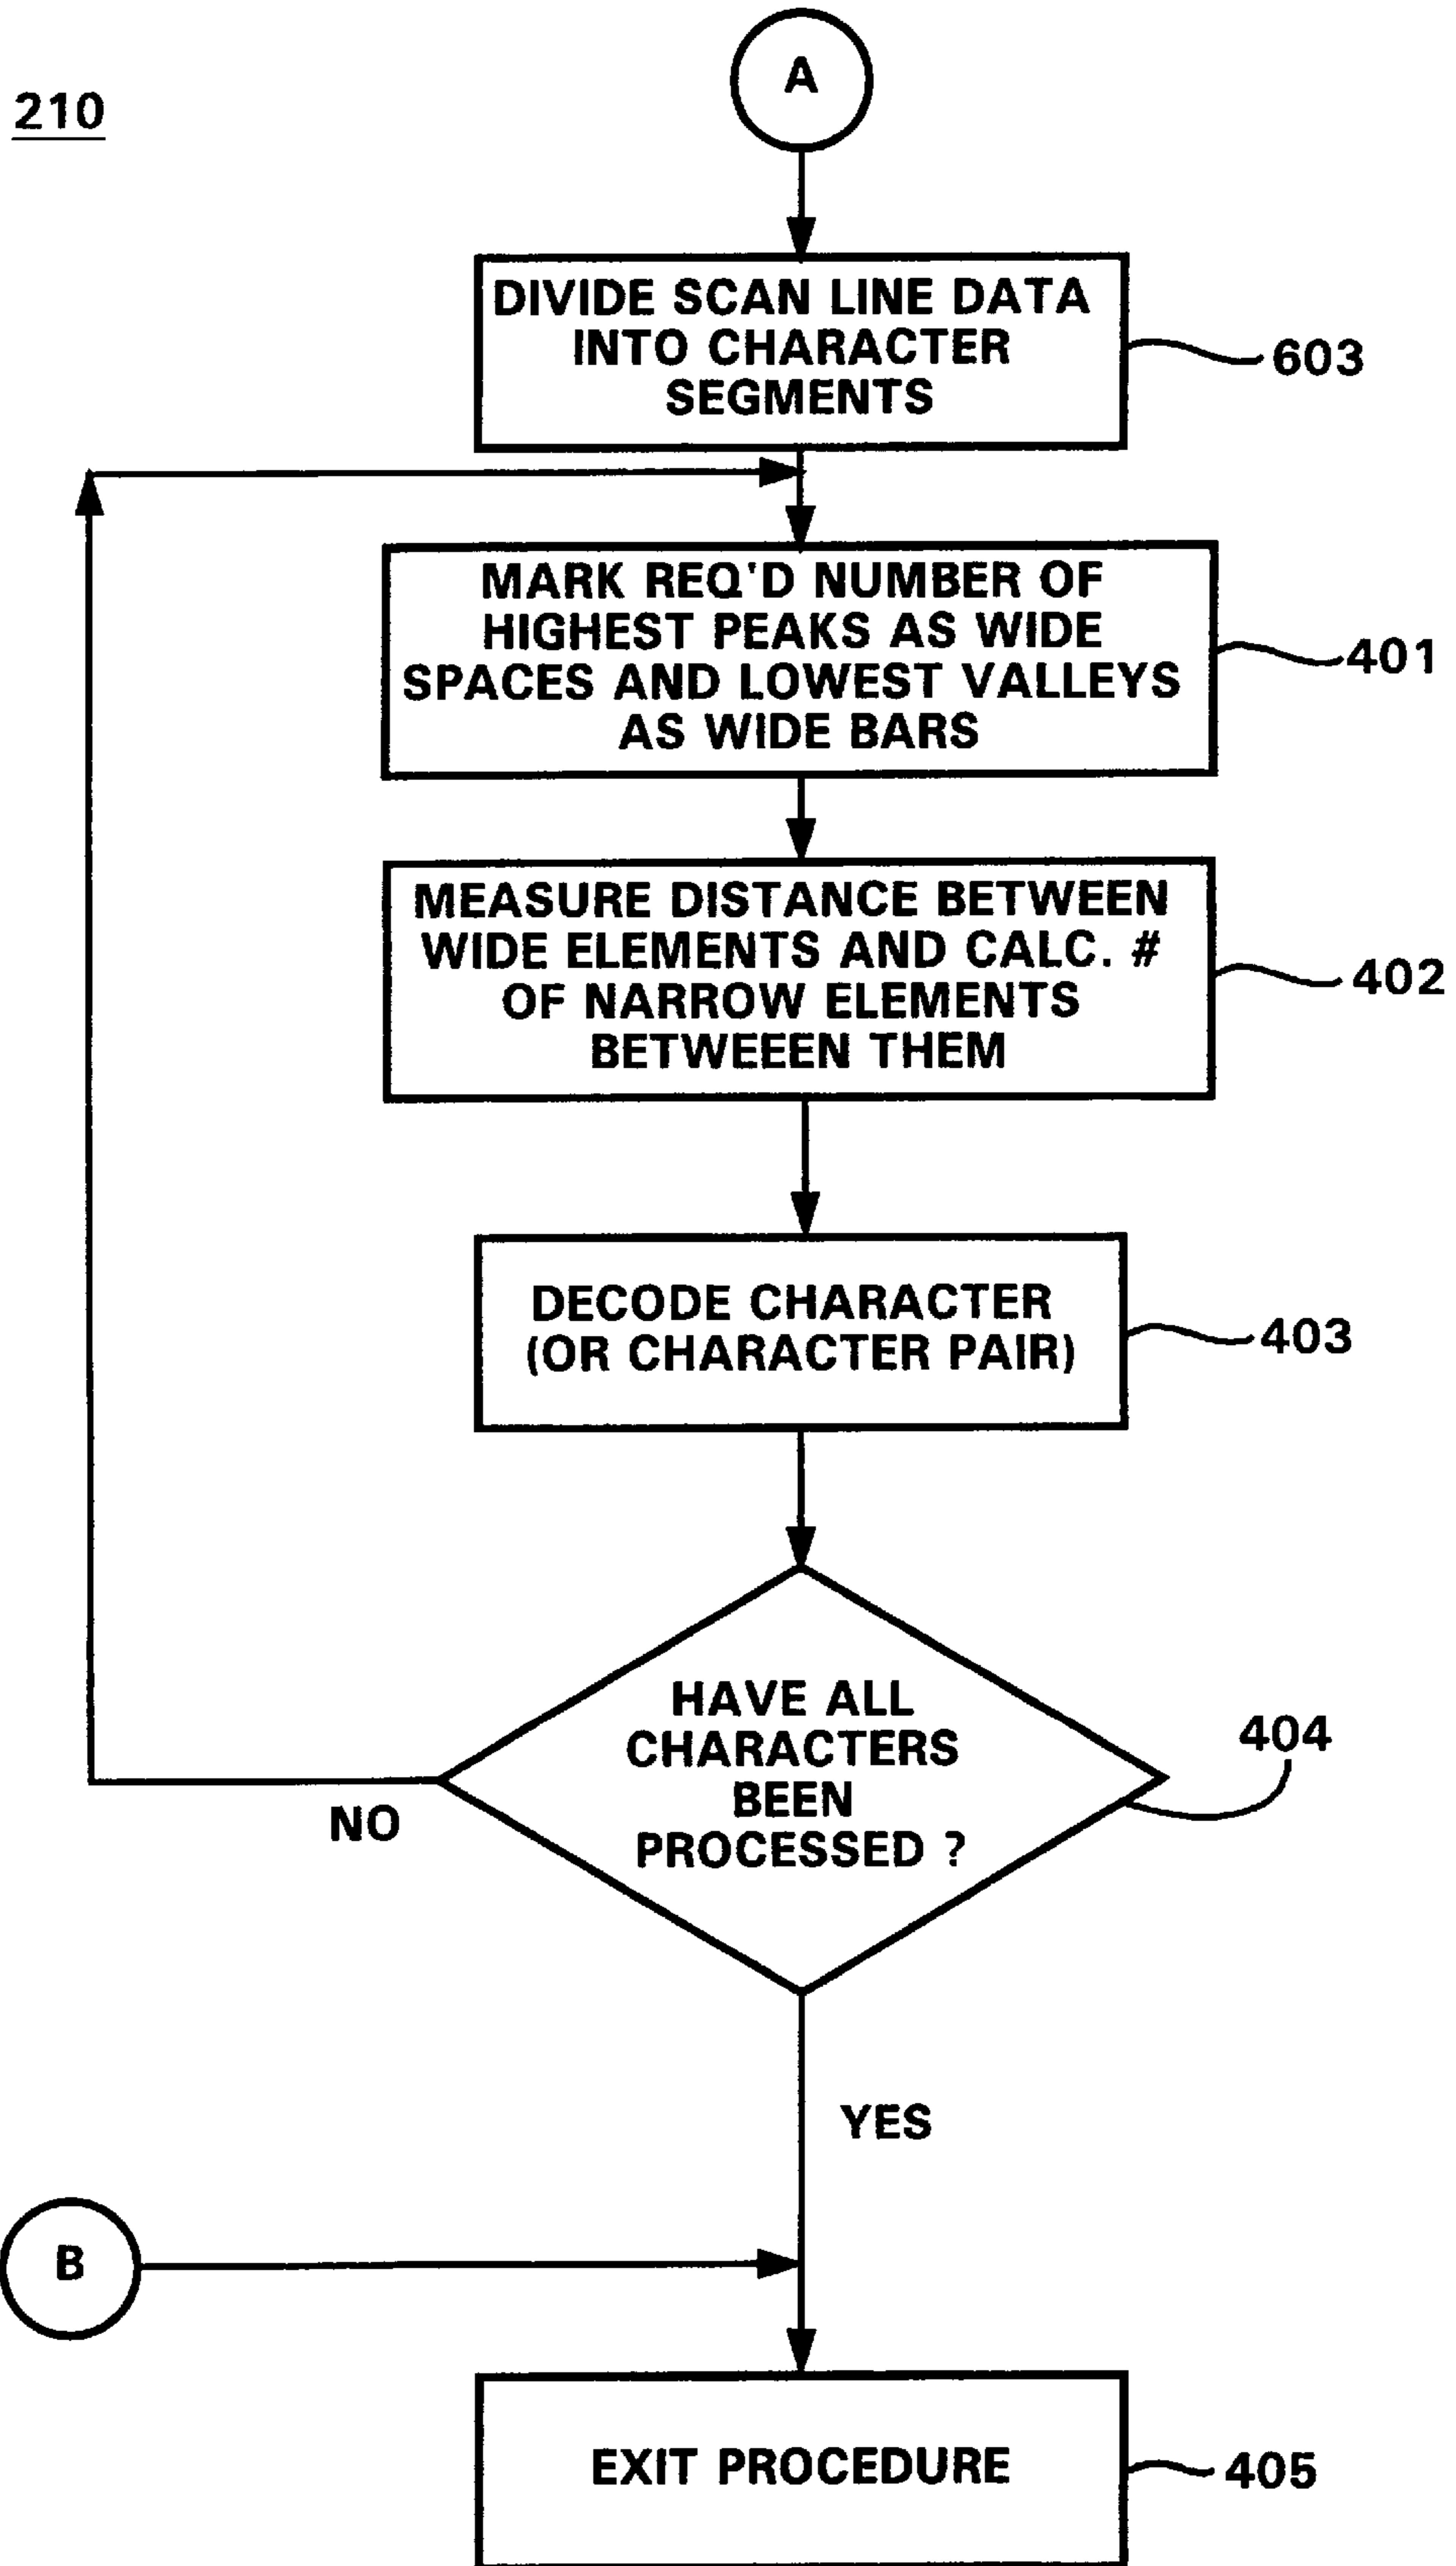 A
210
DIVIDE SCAN LINE DATA
INTO CHARACTER
SEGMENTS
603
MARK REQ'D NUMBER OF
HIGHEST PEAKS AS WIDE
SPACES AND LOWEST VALLEYS
AS WIDE BARS
401
MEASURE DISTANCE BETWEEN
WIDE ELEMENTS AND CALC. #
OF NARROW ELEMENTS
BETWEEEN THEM
402
DECODE CHARACTER
(OR CHARACTER PAIR)
403
HAVE ALL
CHARACTERS
BEEN
PROCESSED ?
404
NO
YES
B
EXIT PROCEDURE
405